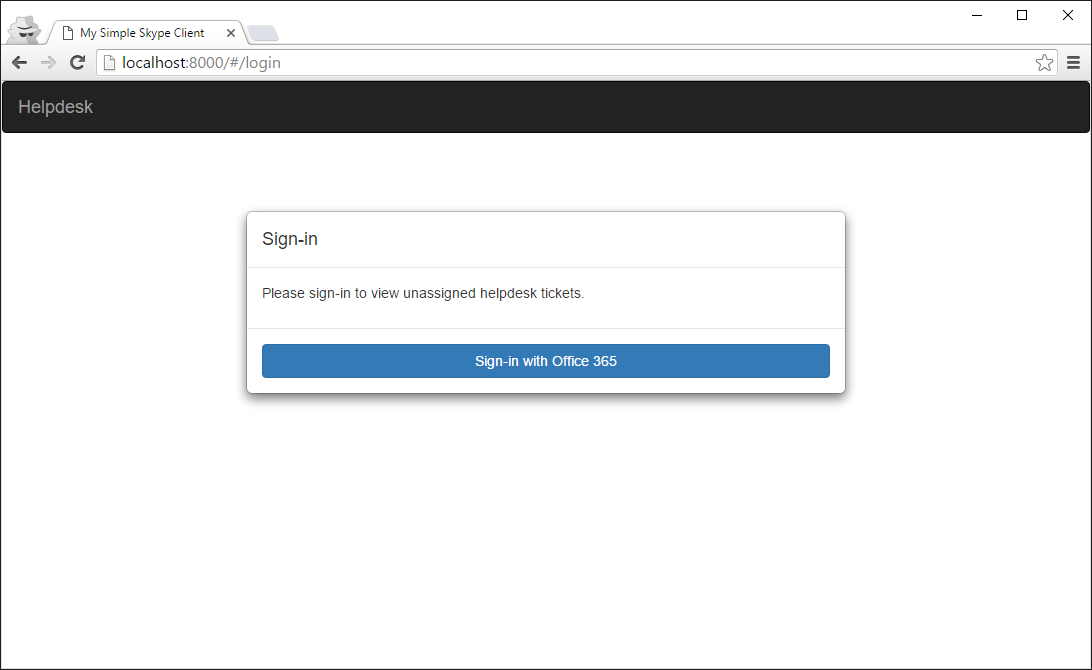 My Simple Skype Client
localhost:8000/#/login
Helpdesk
Sign-in
Please sign-in to view unassigned helpdesk tickets.
Sign-in with Office 365